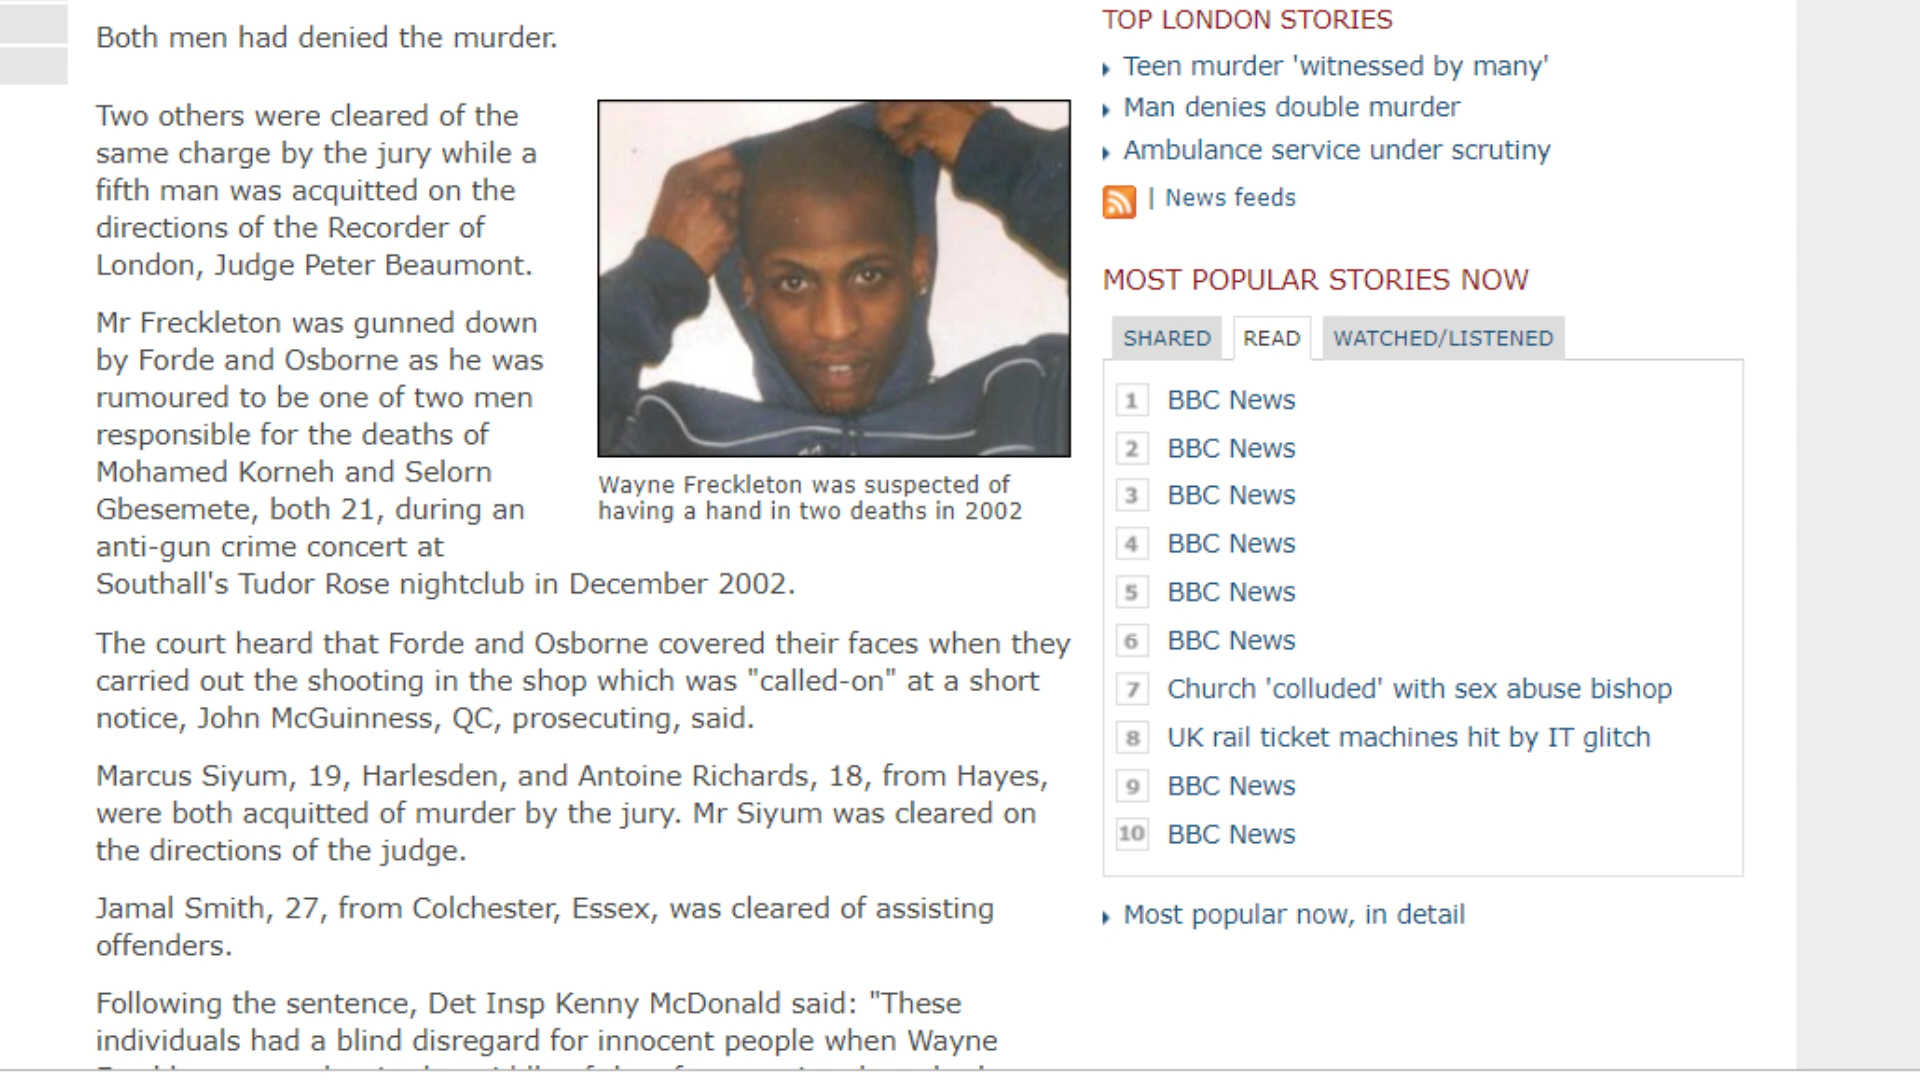 Both men had denied the murder.
Two others were cleared of the
same charge by the jury while a
fifth man was acquitted on the
directions of the Recorder of
London, Judge Peter Beaumont.
Mr Freckleton was gunned down
by Forde and Osborne as he was
rumoured to be one of two men
responsible for the deaths of
Mohamed Korneh and Selorn
Gbesemete, both 21, during an
anti-gun crime concert at
Southall's Tudor Rose nightclub in December 2002.
Wayne Freckleton was suspected of
having a hand in two deaths in 2002
The court heard that Forde and Osborne covered their faces when they
carried out the shooting in the shop which was "called-on" at a short
notice, John McGuinness, QC, prosecuting, said.
Marcus Siyum, 19, Harlesden, and Antoine Richards, 18, from Hayes,
were both acquitted of murder by the jury. Mr Siyum was cleared on
the directions of the judge.
Jamal Smith, 27, from Colchester, Essex, was cleared of assisting
offenders.
Following the sentence, Det Insp Kenny McDonald said: "These
individuals had a blind disregard for innocent people when Wayne
TOP LONDON STORIES
Teen murder 'witnessed by many'
Man denies double murder
Ambulance service under scrutiny
| News feeds
MOST POPULAR STORIES NOW
SHARED READ WATCHED/LISTENED
1 BBC News
2 BBC News
3 BBC News
4 BBC News
5 BBC News
6 BBC News
7 Church 'colluded' with sex abuse bishop
8 UK rail ticket machines hit by IT glitch
9 BBC News
10 BBC News
Most popular now, in detail